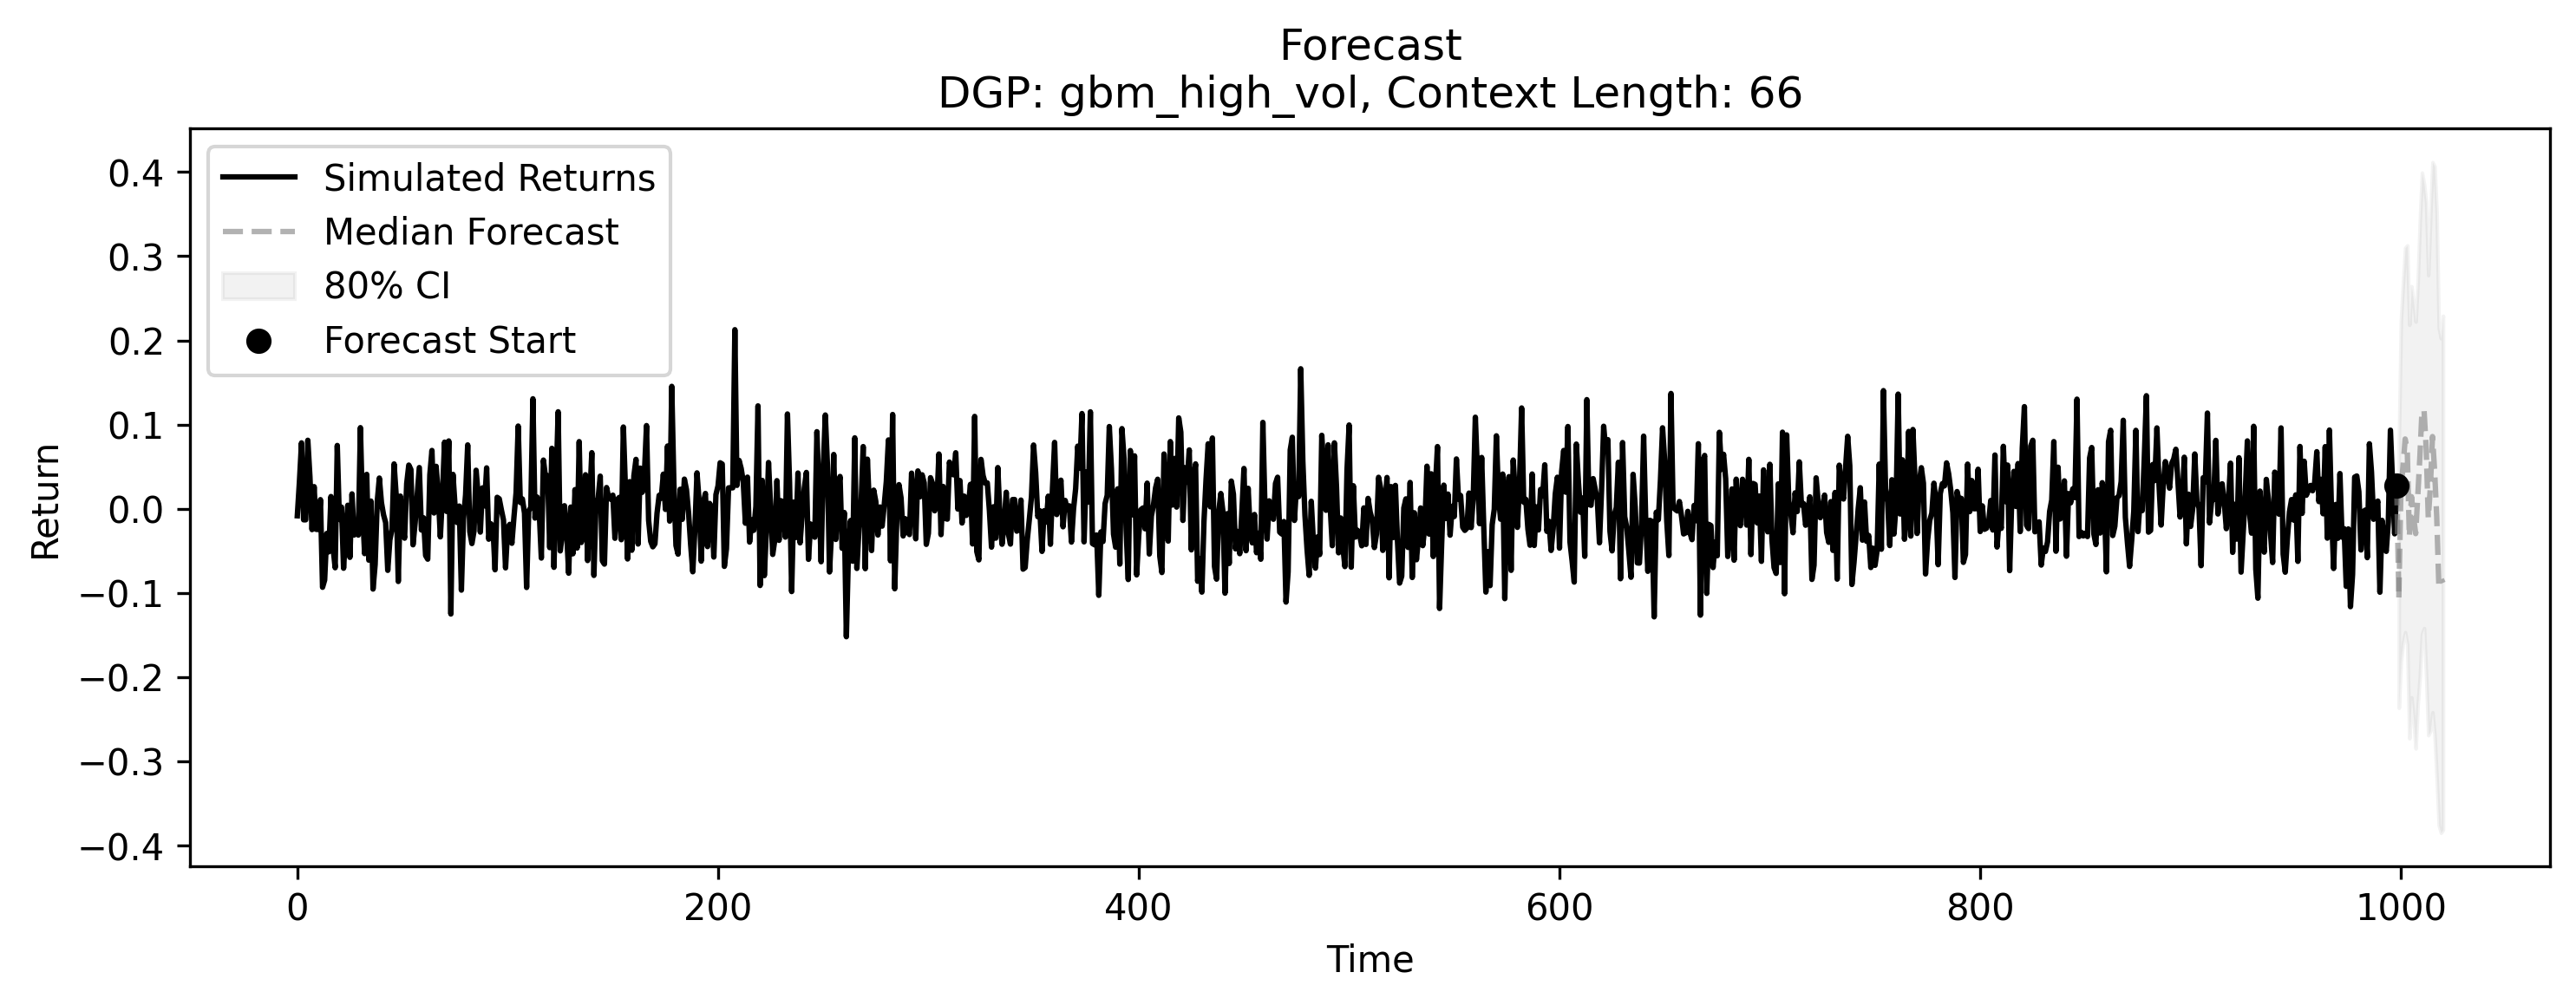 Forecast
DGP: gbm_high_vol, Context Length: 66
Simulated Returns
Median Forecast
80% CI
Forecast Start
Return
0.4
0.3
0.2
0.1
0.0
−0.1
−0.2
−0.3
−0.4
0 200 400 600 800 1000
Time